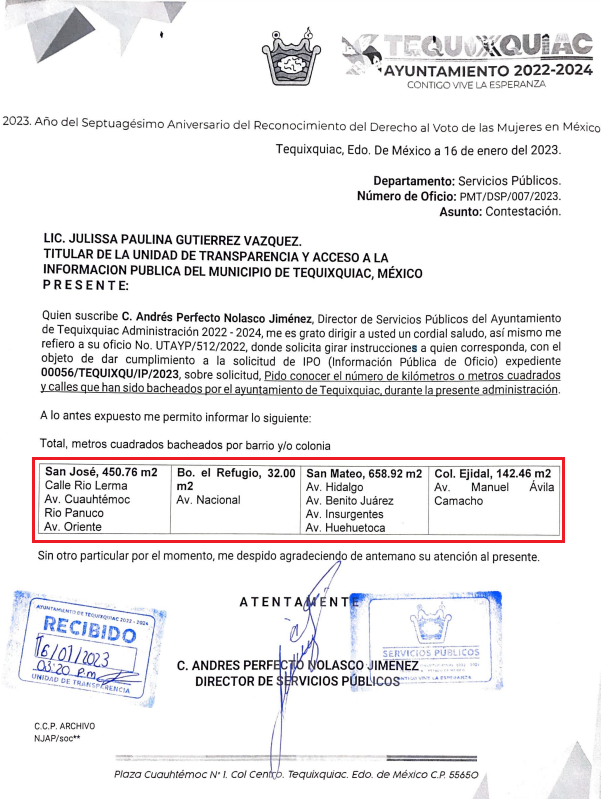 TEQUIXQUIAC
AYUNTAMIENTO 2022-2024
CONTIGO VIVE LA ESPERANZA
2023. Año del Septuagésimo Aniversario del Reconocimiento del Derecho al Voto de las Mujeres en México
Tequixquiac, Edo. De México a 16 de enero del 2023.
Departamento: Servicios Públicos.
Número de Oficio: PMT/DSP/007/2023.
Asunto: Contestación.
LIC. JULISSA PAULINA GUTIERREZ VAZQUEZ.
TITULAR DE LA UNIDAD DE TRANSPARENCIA Y ACCESO A LA
INFORMACION PUBLICA DEL MUNICIPIO DE TEQUIXQUIAC, MÉXICO
P R E S E N T E:
Quien suscribe C. Andrés Perfecto Nolasco Jiménez, Director de Servicios Públicos del Ayuntamiento
de Tequixquiac Administración 2022 - 2024, me es grato dirigir a usted un cordial saludo, así mismo me
refiero a su oficio No. UTAYP/512/2022, donde solicita girar instrucciones a quien corresponda, con el
objeto de dar cumplimiento a la solicitud de IPO (Información Pública de Oficio) expediente
00056/TEQUIXQU/IP/2023, sobre solicitud, Pido conocer el número de kilómetros o metros cuadrados
y calles que han sido bacheados por el ayuntamiento de Tequixquiac, durante la presente administración.
A lo antes expuesto me permito informar lo siguiente:
Total, metros cuadrados bacheados por barrio y/o colonia
San José, 450.76 m2
Calle Rio Lerma
Av. Cuauhtémoc
Rio Panuco
Av. Oriente
Bo. el Refugio, 32.00
m2
Av. Nacional
San Mateo, 658.92 m2
Av. Hidalgo
Av. Benito Juárez
Av. Insurgentes
Av. Huehuetoca
Col. Ejidal, 142.46 m2
Av. Manuel Ávila
Camacho
Sin otro particular por el momento, me despido agradeciendo de antemano su atención al presente.
A T E N T A M E N T E
AYUNTAMIENTO DE TEQUIXQUIAC 2022 - 2024
RECIBIDO
16/01/2023
03:20 P.m
UNIDAD DE TRANSPARENCIA
SERVICIOS PÚBLICOS
CONTIGO VIVE LA ESPERANZA
C. ANDRES PERFECTO NOLASCO JIMENEZ
DIRECTOR DE SERVICIOS PÚBLICOS
C.C.P. ARCHIVO
NJAP/soc**
Plaza Cuauhtémoc N° 1. Col Centro. Tequixquiac. Edo. de México C.P. 55650